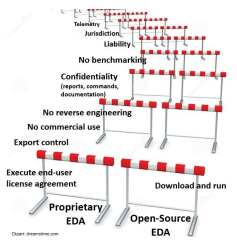 Telemetry
Jurisdiction
Liability
No benchmarking
Confidentiality
(reports, commands,
documentation)
No reverse engineering
No commercial use
Export control
Execute end-user
license agreement
Download and run
Proprietary
EDA
Open-Source
EDA
Clipart: dreamstime.com